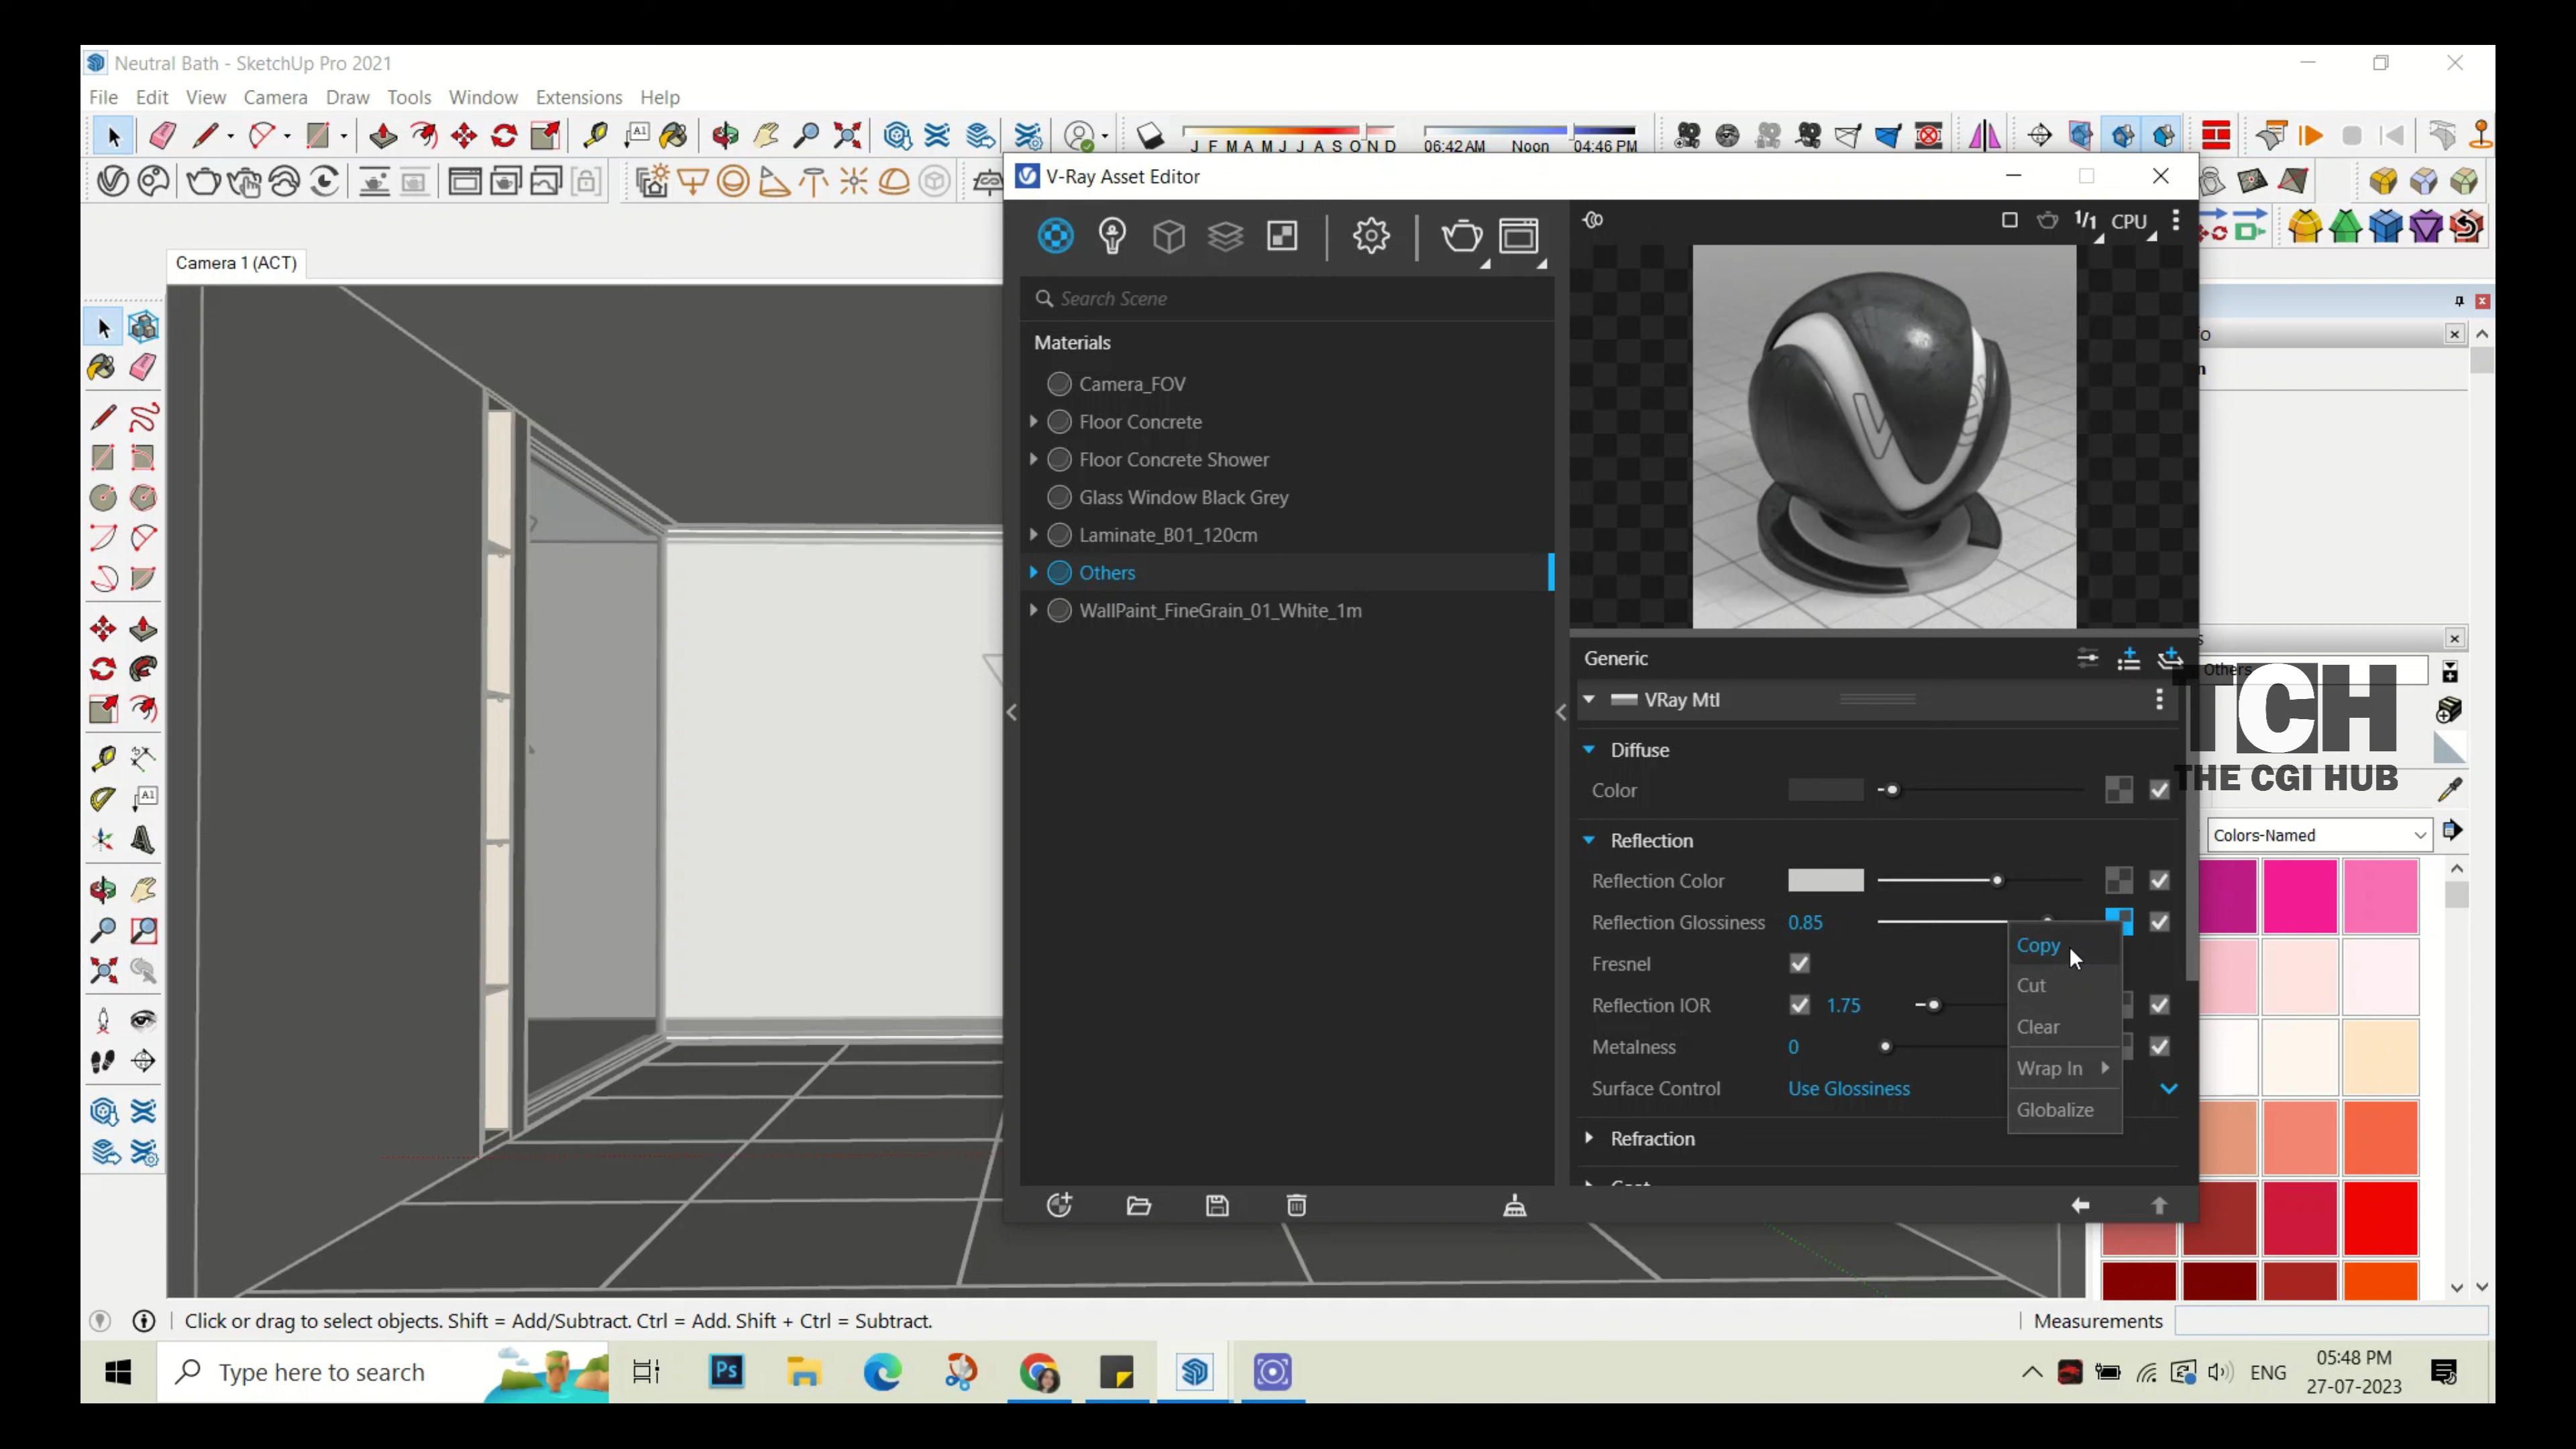 Neutral Bath - SketchUp Pro 2021
File Edit View Camera Draw Tools Window Extensions Help
J F M A M J J A S O N D
06:42 AM Noon 04:46 PM
V-Ray Asset Editor
1/1 CPU
Camera 1 (ACT)
Search Scene
Materials
Camera_FOV
Floor Concrete
Floor Concrete Shower
Glass Window Black Grey
Laminate_B01_120cm
Others
WallPaint_FineGrain_01_White_1m
Generic
Others
VRay Mtl
TCH
THE CGI HUB
Diffuse
Color
Colors-Named
Reflection
Reflection Color
Reflection Glossiness 0.85
Copy
Fresnel
Cut
Reflection IOR 1.75
Clear
Metalness 0
Wrap In
Surface Control Use Glossiness
Globalize
Refraction
Click or drag to select objects. Shift = Add/Subtract. Ctrl = Add. Shift + Ctrl = Subtract.
Measurements
Type here to search
Ps
ENG
05:48 PM
27-07-2023